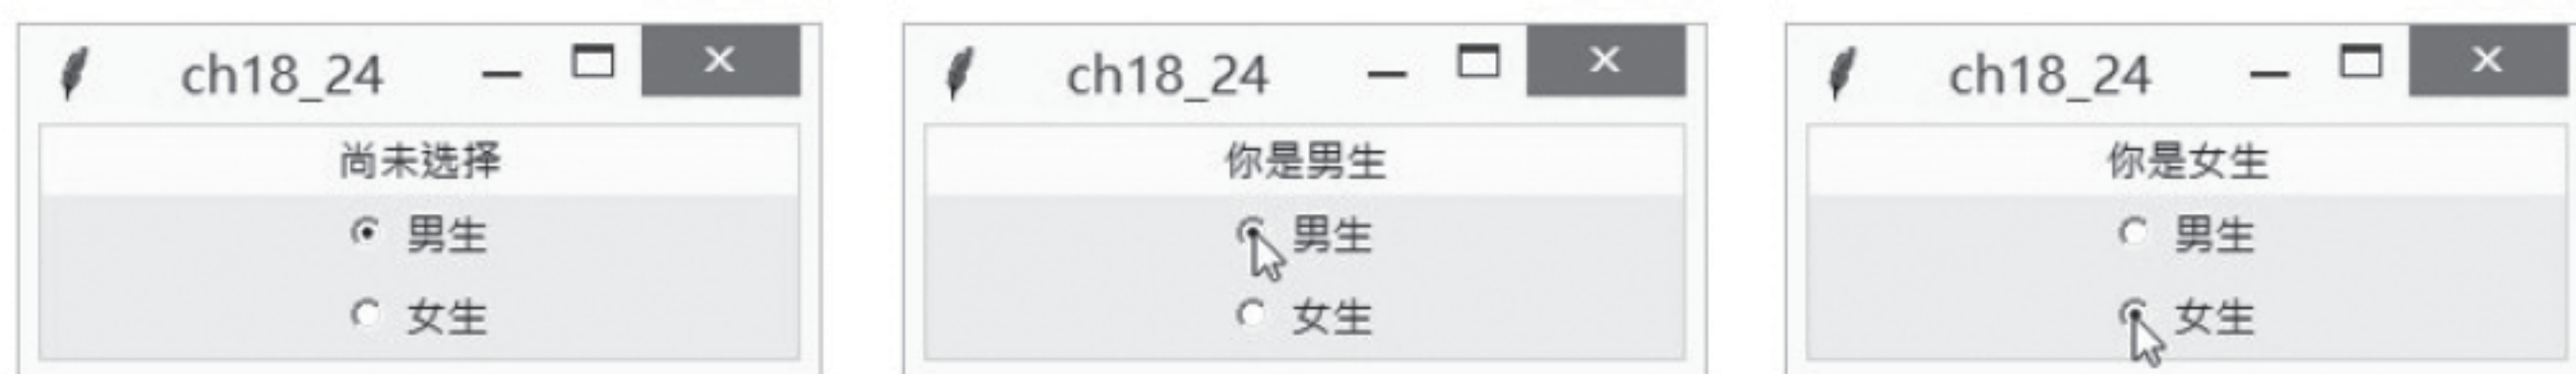 ch18_24
尚未选择
男生
女生
ch18_24
你是男生
男生
女生
ch18_24
你是女生
男生
女生